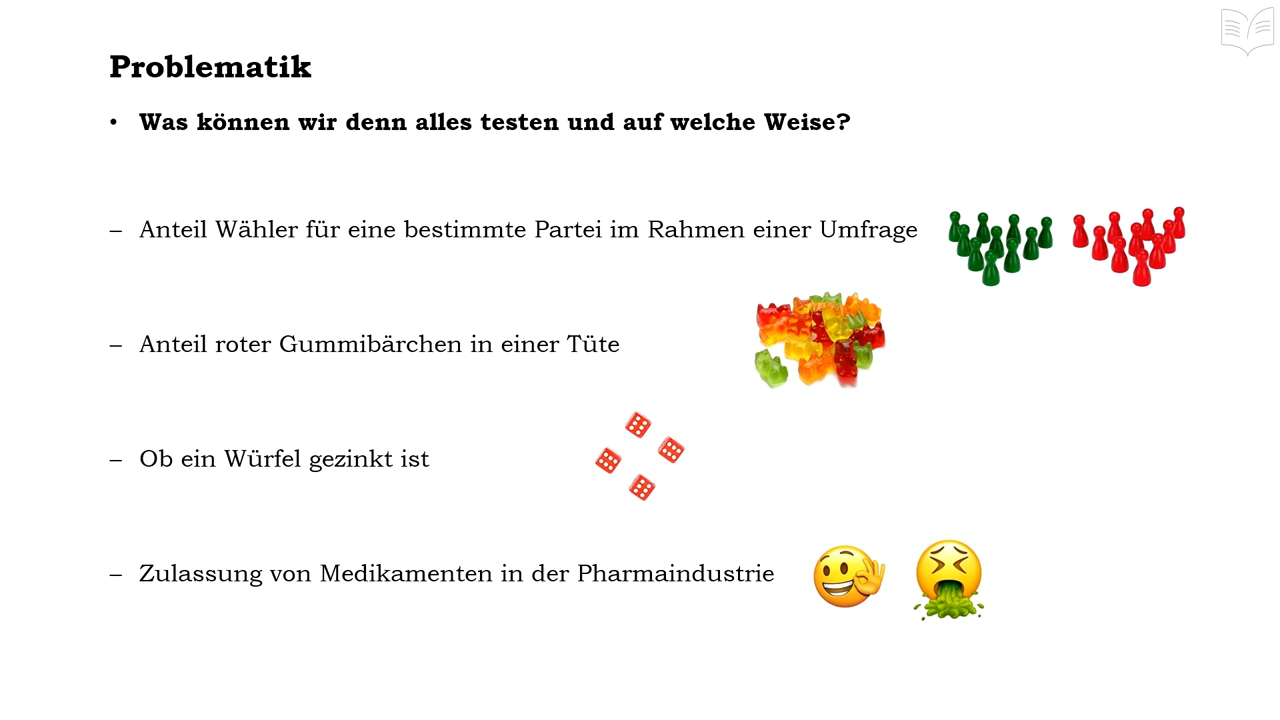 Problematik
• Was können wir denn alles testen und auf welche Weise?
– Anteil Wähler für eine bestimmte Partei im Rahmen einer Umfrage
– Anteil roter Gummibärchen in einer Tüte
– Ob ein Würfel gezinkt ist
– Zulassung von Medikamenten in der Pharmaindustrie